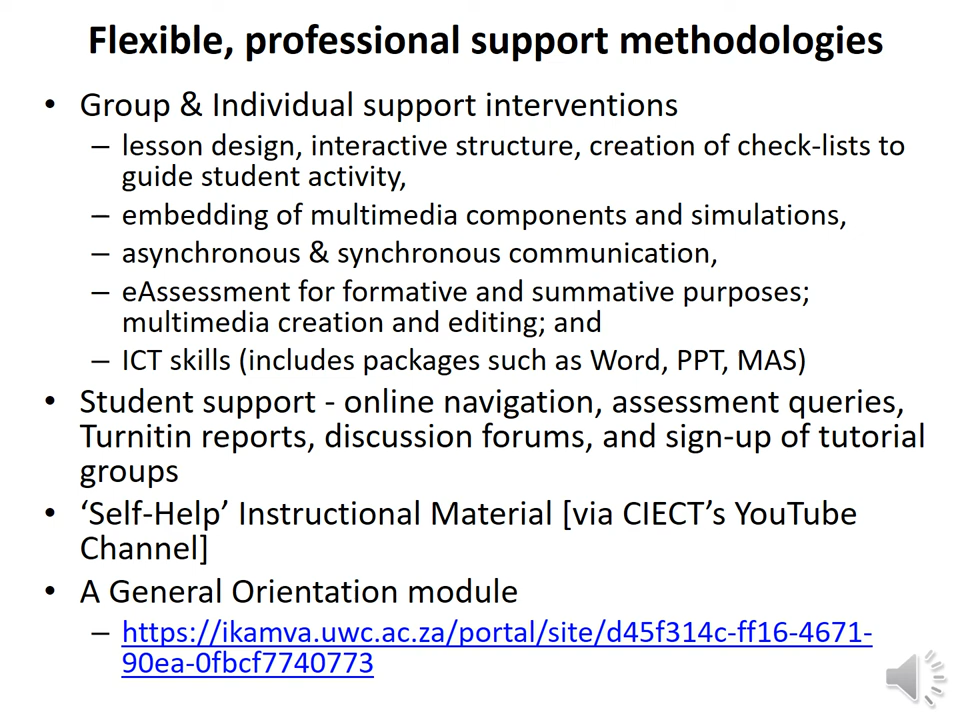 Flexible, professional support methodologies
• Group & Individual support interventions
– lesson design, interactive structure, creation of check-lists to
guide student activity,
– embedding of multimedia components and simulations,
– asynchronous & synchronous communication,
– eAssessment for formative and summative purposes;
multimedia creation and editing; and
– ICT skills (includes packages such as Word, PPT, MAS)
• Student support - online navigation, assessment queries,
Turnitin reports, discussion forums, and sign-up of tutorial
groups
• ‘Self-Help’ Instructional Material [via CIECT’s YouTube
Channel]
• A General Orientation module
– https://ikamva.uwc.ac.za/portal/site/d45f314c-ff16-4671-
90ea-0fbcf7740773